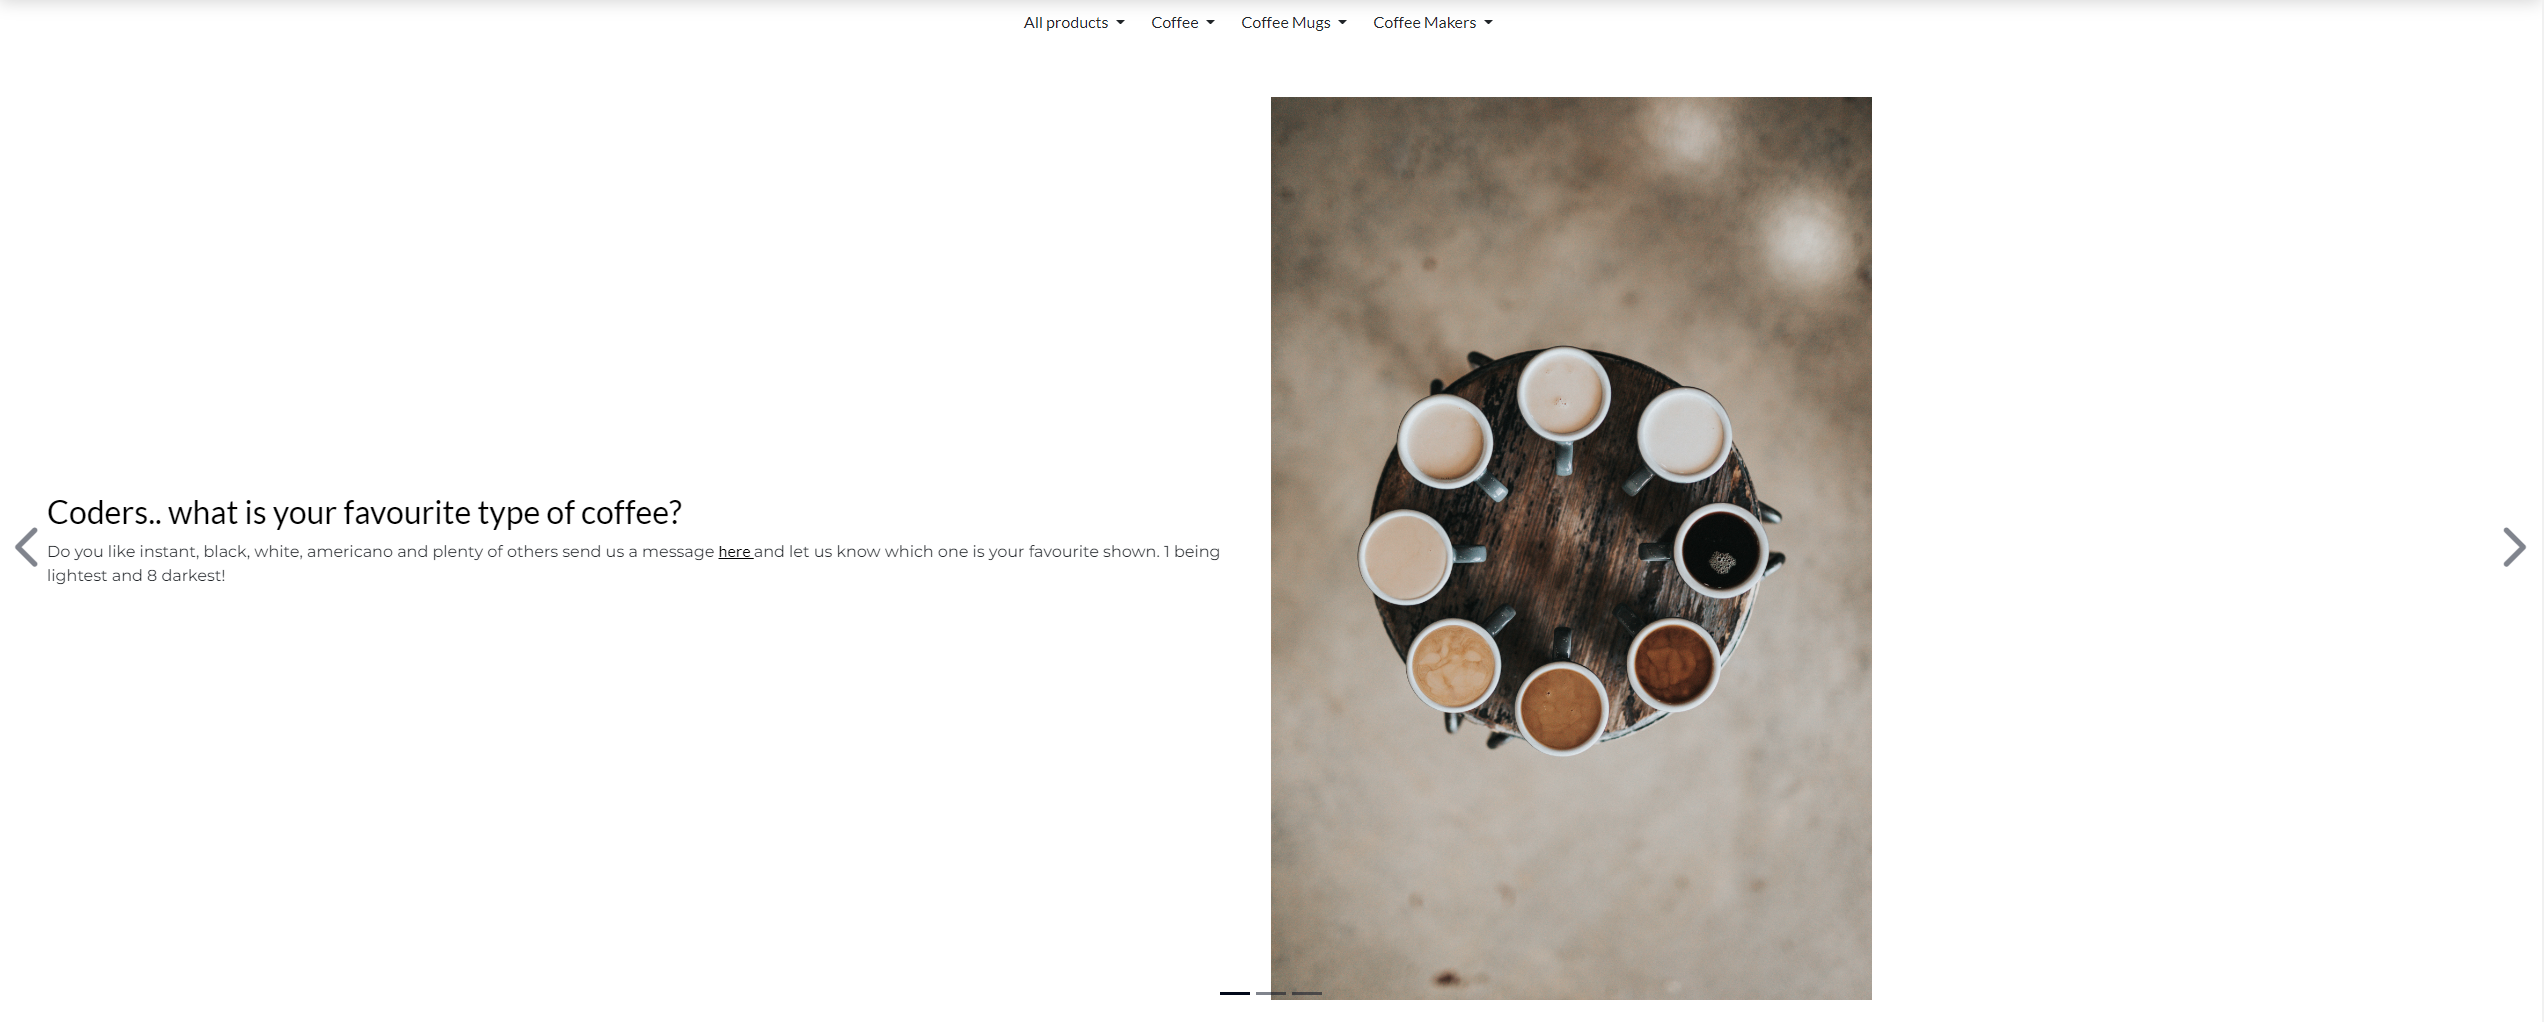 All products Coffee Coffee Mugs Coffee Makers
Coders.. what is your favourite type of coffee?
Do you like instant, black, white, americano and plenty of others send us a message here and let us know which one is your favourite shown. 1 being
lightest and 8 darkest!